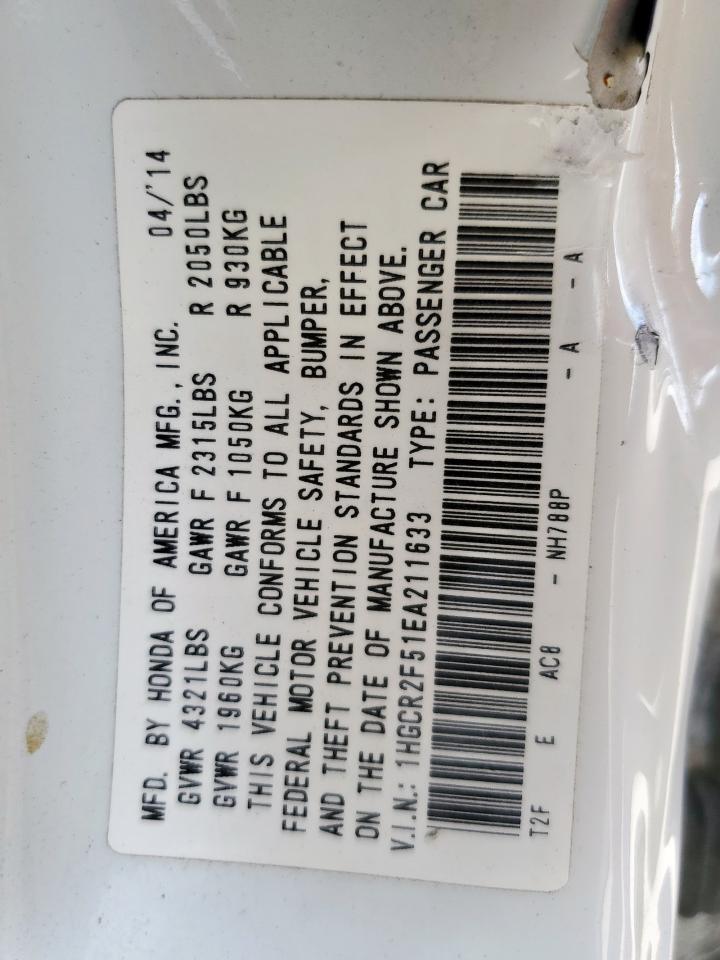 MFD. BY HONDA OF AMERICA MFG., INC. 04/'14
GVWR 4321LBS GAWR F 2315LBS R 2050LBS
GVWR 1960KG GAWR F 1050KG R 930KG
THIS VEHICLE CONFORMS TO ALL APPLICABLE
FEDERAL MOTOR VEHICLE SAFETY, BUMPER,
AND THEFT PREVENTION STANDARDS IN EFFECT
ON THE DATE OF MANUFACTURE SHOWN ABOVE.
V.I.N.: 1HGCR2F51EA211633 TYPE: PASSENGER CAR
T2F E AC8 - NH788P - A - A